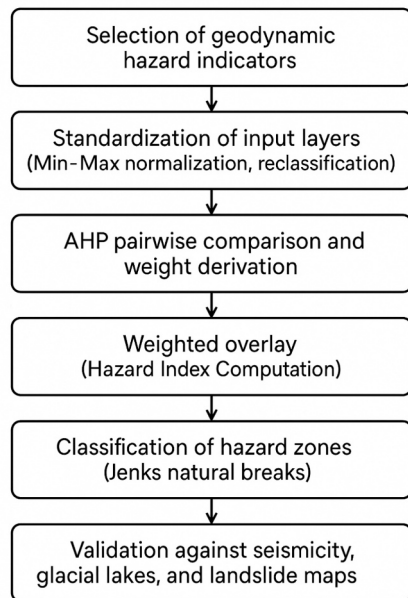 Selection of geodynamic
hazard indicators
Standardization of input layers
(Min-Max normalization, reclassification)
AHP pairwise comparison and
weight derivation
Weighted overlay
(Hazard Index Computation)
Classification of hazard zones
(Jenks natural breaks)
Validation against seismicity,
glacial lakes, and landslide maps